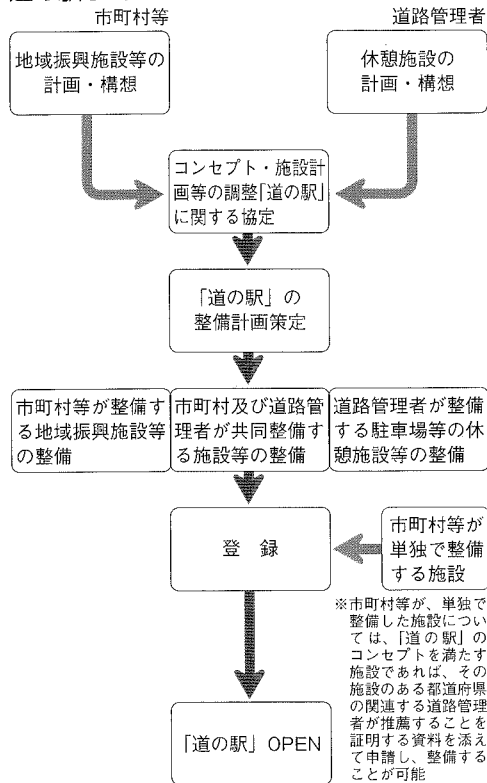 市町村等
道路管理者
地域振興施設等の
計画・構想
休憩施設の
計画・構想
コンセプト・施設計
画等の調整「道の駅」
に関する協定
「道の駅」の
整備計画策定
市町村等が整備す
る地域振興施設等
の整備
市町村及び道路管
理者が共同整備す
る施設等の整備
道路管理者が整備
する駐車場等の休
憩施設等の整備
登 録
市町村等が
単独で整備
する施設
※市町村等が、単独で
整備した施設につい
ては、「道の駅」の
コンセプトを満たす
施設であれば、その
施設のある都道府県
の関連する道路管理
者が推薦することを
証明する資料を添え
て申請し、整備する
ことが可能
「道の駅」OPEN